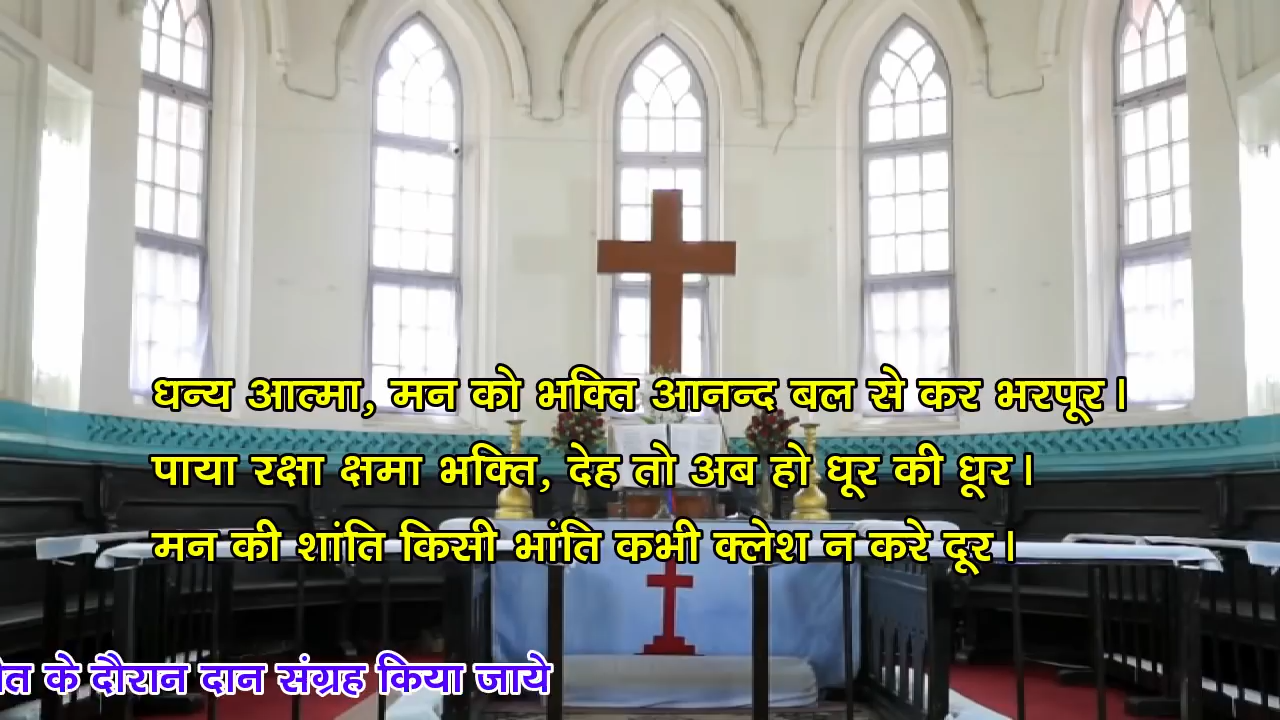 धन्य आत्मा, मन को भक्ति आनन्द बल से कर भरपूर।
पाया रक्षा क्षमा भक्ति, देह तो अब हो धूर की धूर।
मन की शांति किसी भांति कभी क्लेश न करे दूर।
के दौरान दान संग्रह किया जाये